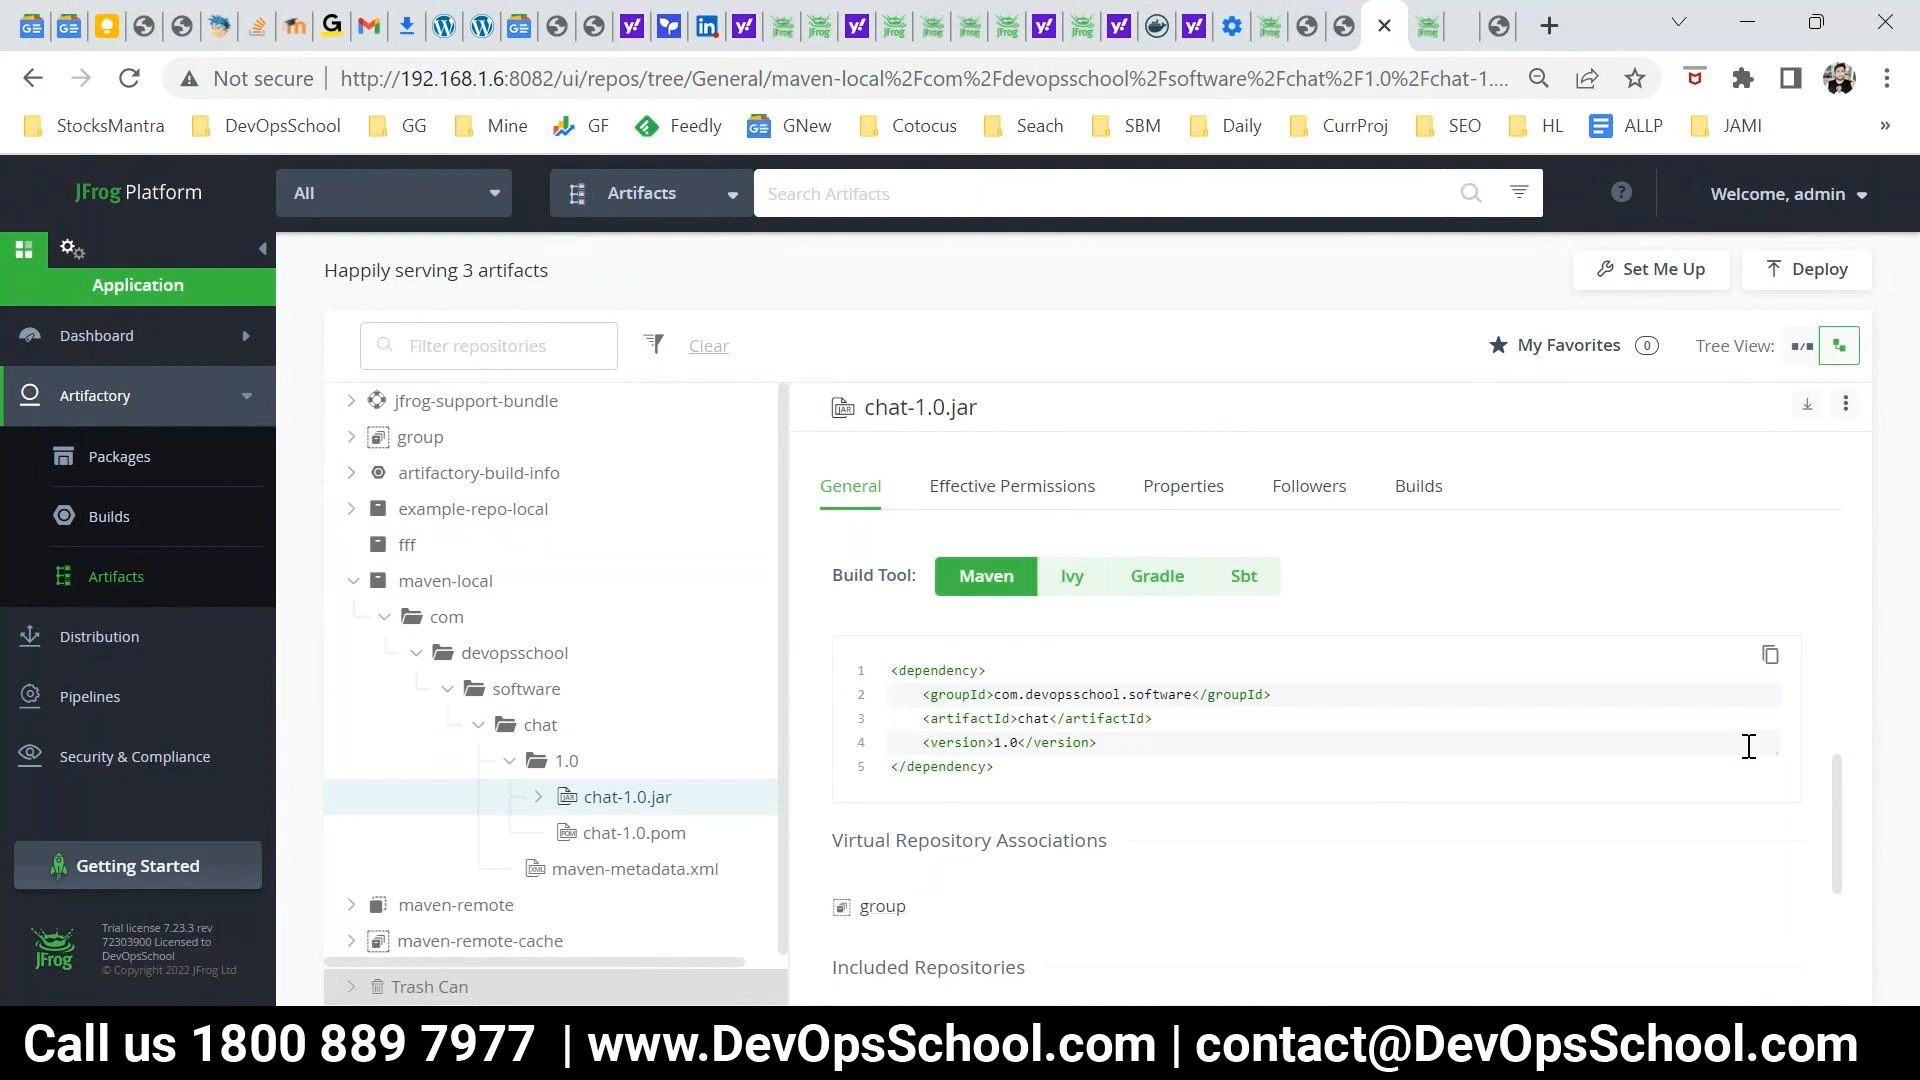 Not secure
http://192.168.1.6:8082/ui/repos/tree/General/maven-local%2Fcom%2Fdevopsschool%2Fsoftware%2Fchat%2F1.0%2Fchat-1....
StocksMantra
DevOpsSchool
GG
Mine
GF
Feedly
GNew
Cotocus
Seach
SBM
Daily
CurrProj
SEO
HL
ALLP
JAMI
»
JFrog Platform
All
Artifacts
Search Artifacts
Welcome, admin
Application
Dashboard
Artifactory
Packages
Builds
Artifacts
Distribution
Pipelines
Security & Compliance
Getting Started
JFrog
Trial license 7.23.3 rev
72303900 Licensed to
DevOpsSchool
© Copyright 2022 JFrog Ltd
Happily serving 3 artifacts
Set Me Up
Deploy
Filter repositories
Clear
My Favorites 0
Tree View:
jfrog-support-bundle
group
artifactory-build-info
example-repo-local
fff
maven-local
com
devopsschool
software
chat
1.0
chat-1.0.jar
chat-1.0.pom
maven-metadata.xml
maven-remote
maven-remote-cache
Trash Can
chat-1.0.jar
General
Effective Permissions
Properties
Followers
Builds
Build Tool:
Maven
Ivy
Gradle
Sbt
1 <dependency>
2 <groupId>com.devopsschool.software</groupId>
3 <artifactId>chat</artifactId>
4 <version>1.0</version>
5 </dependency>
Virtual Repository Associations
group
Included Repositories
Call us 1800 889 7977 | www.DevOpsSchool.com | contact@DevOpsSchool.com